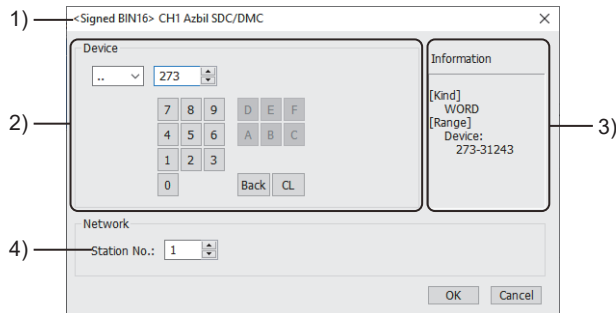 1)
<Signed BIN16> CH1 Azbil SDC/DMC
Device
.. 273
7 8 9 D E F
4 5 6 A B C
1 2 3
0 Back CL
2)
Information
[Kind]
WORD
[Range]
Device:
273-31243
3)
Network
4)
Station No.: 1
OK Cancel